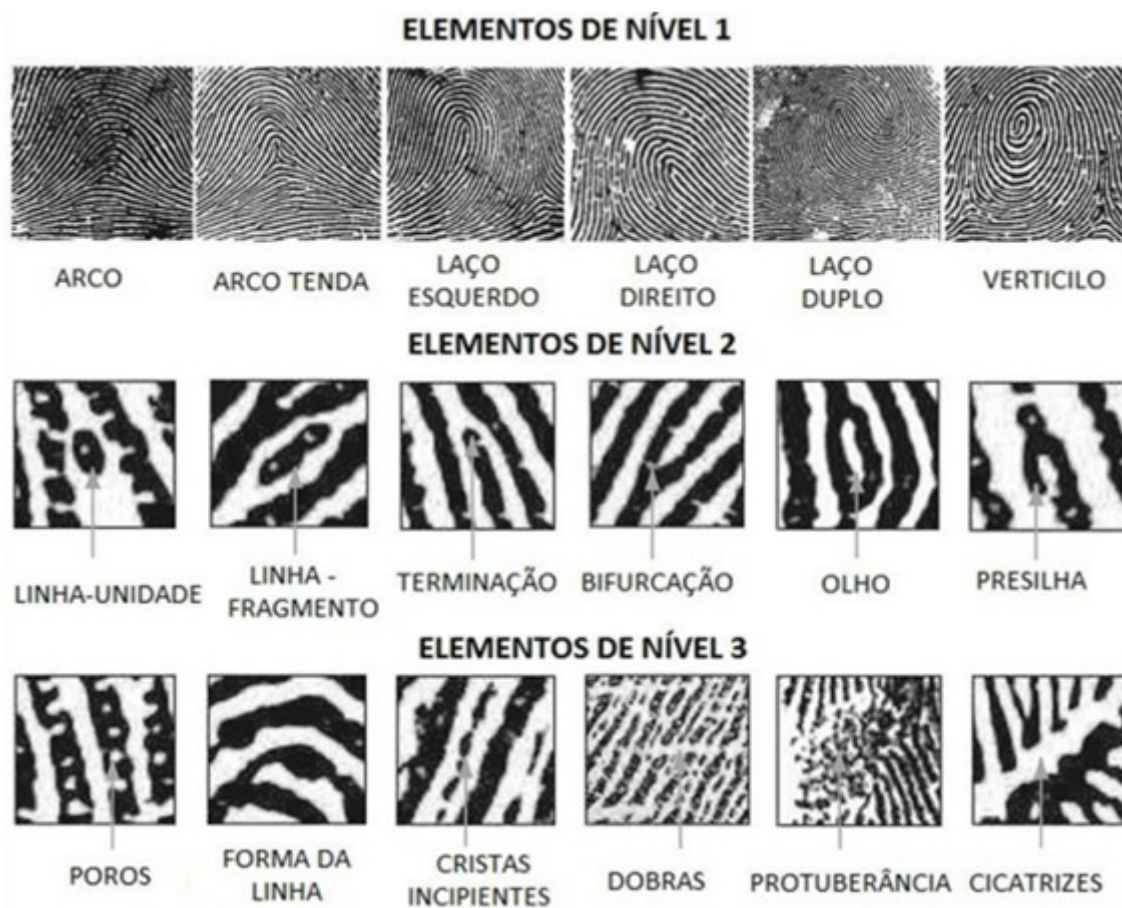 ELEMENTOS DE NÍVEL 1
ARCO
ARCO TENDA
LAÇO
ESQUERDO
LAÇO
DIREITO
LAÇO
DUPLO
VERTICILO
ELEMENTOS DE NÍVEL 2
LINHA-UNIDADE
LINHA -
FRAGMENTO
TERMINAÇÃO
BIFURCAÇÃO
OLHO
PRESILHA
ELEMENTOS DE NÍVEL 3
POROS
FORMA DA
LINHA
CRISTAS
INCIPIENTES
DOBRAS
PROTUBERÂNCIA
CICATRIZES